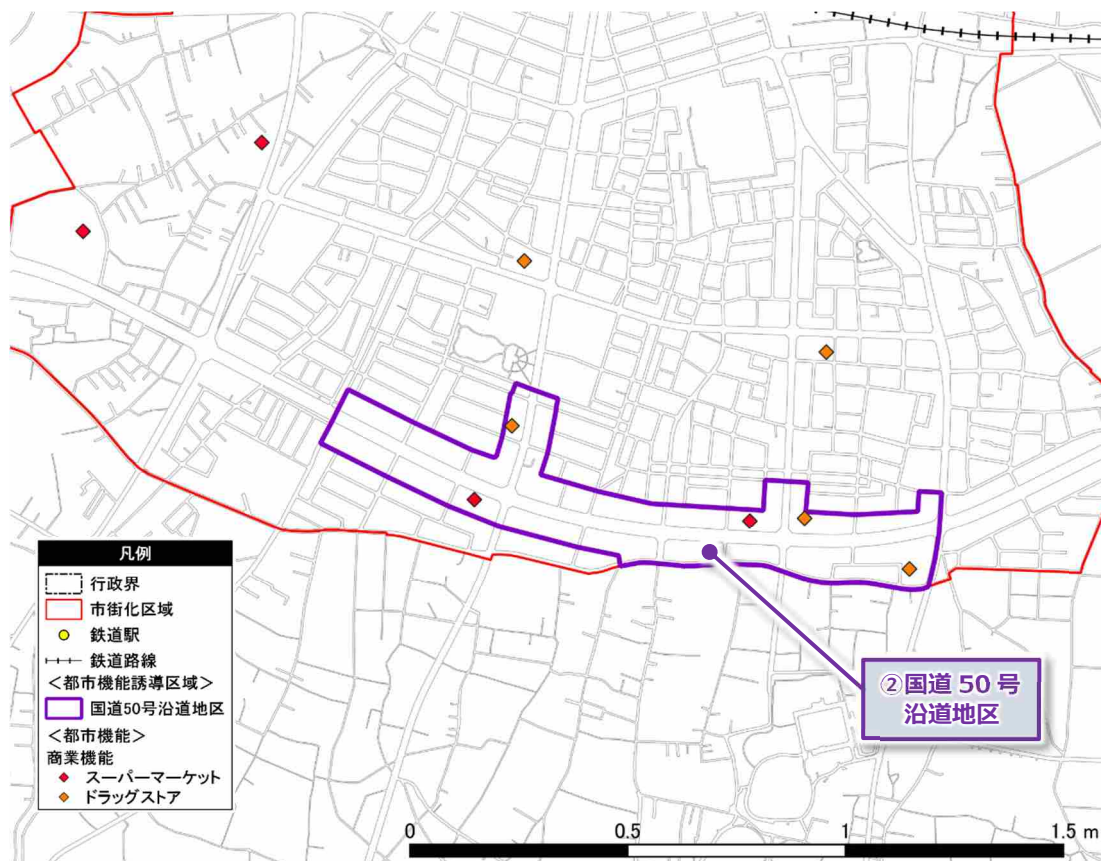 ②国道 50 号
沿道地区
凡例
行政界
市街化区域
鉄道駅
鉄道路線
<都市機能誘導区域>
国道50号沿道地区
<都市機能>
商業機能
スーパーマーケット
ドラッグストア
0 0.5 1 1.5 m